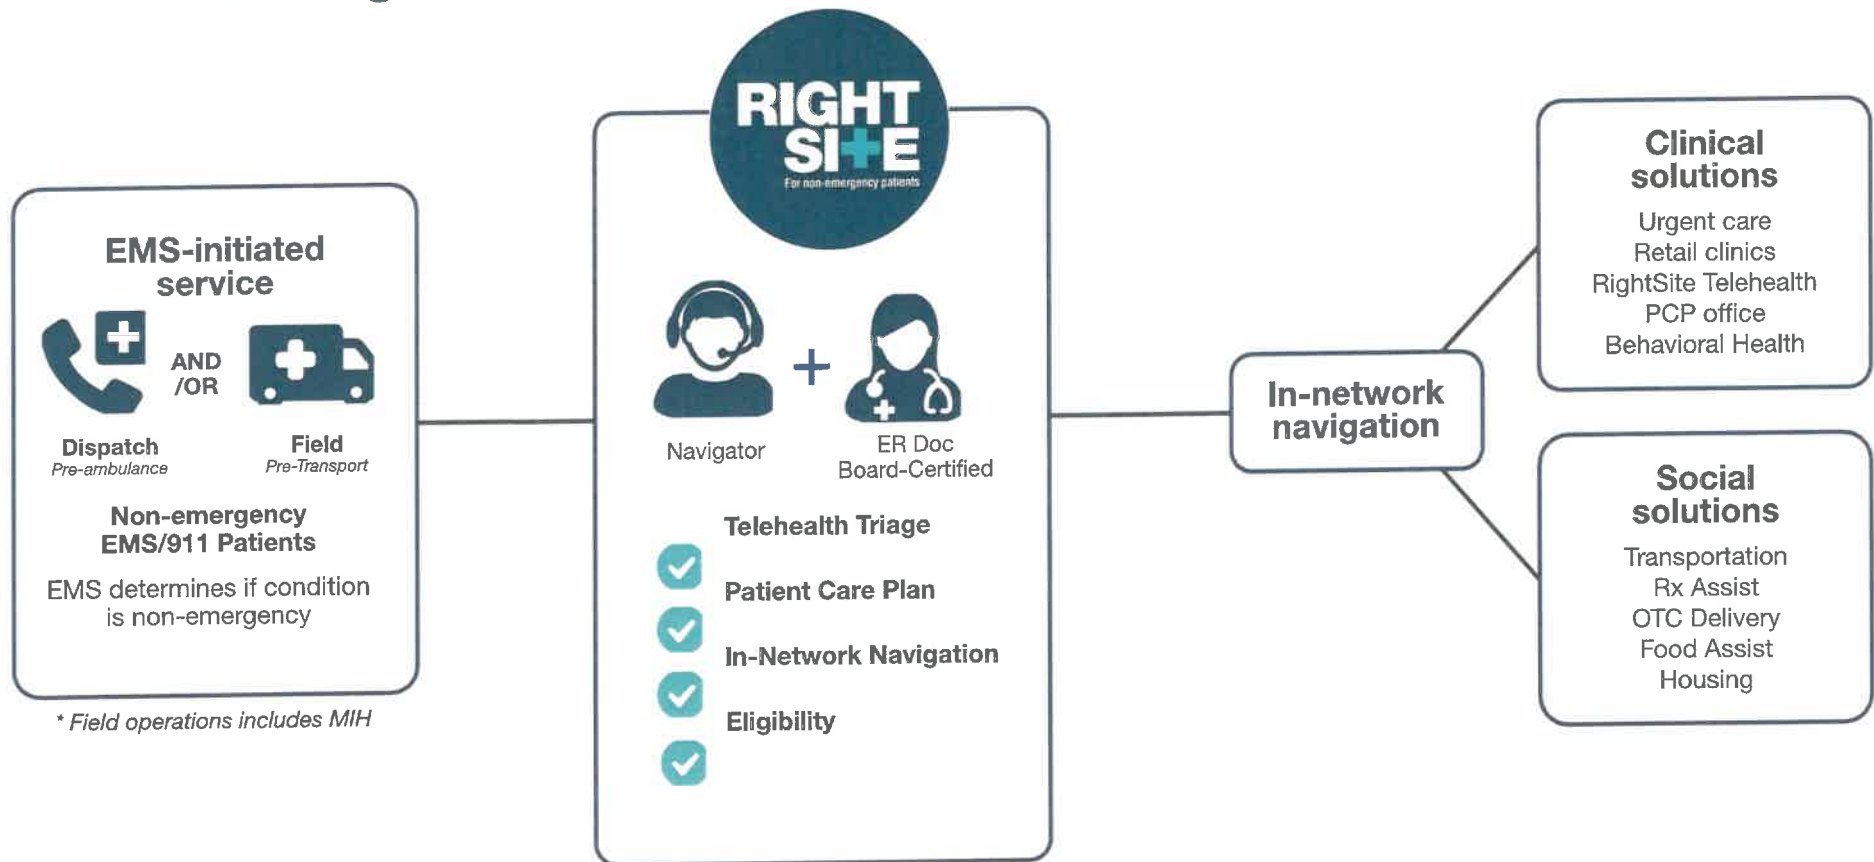 RIGHT
SITE
For non-emergency patients
EMS-initiated
service
AND
/OR
Dispatch
Pre-ambulance
Field
Pre-Transport
Non-emergency
EMS/911 Patients
EMS determines if condition
is non-emergency
* Field operations includes MIH
+
Navigator
ER Doc
Board-Certified
Telehealth Triage
Patient Care Plan
In-Network Navigation
Eligibility
In-network
navigation
Clinical
solutions
Urgent care
Retail clinics
RightSite Telehealth
PCP office
Behavioral Health
Social
solutions
Transportation
Rx Assist
OTC Delivery
Food Assist
Housing